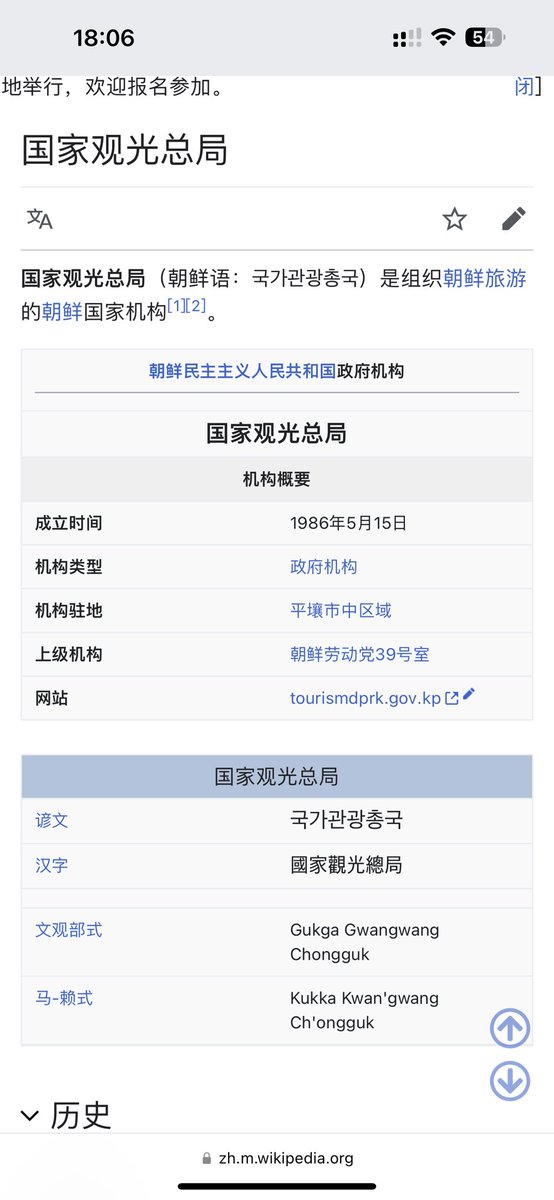 18:06
54
地举行，欢迎报名参加。
闭]
国家观光总局
文A
国家观光总局（朝鲜语：국가관광총국）是组织朝鲜旅游
的朝鲜国家机构[1][2]。
朝鲜民主主义人民共和国政府机构
国家观光总局
机构概要
成立时间 1986年5月15日
机构类型 政府机构
机构驻地 平壤市中区域
上级机构 朝鲜劳动党39号室
网站 tourismdprk.gov.kp
国家观光总局
谚文 국가관광총국
汉字 國家觀光總局
文观部式 Gukga Gwangwang
Chongguk
马-赖式 Kukka Kwan'gwang
Ch'ongguk
历史
zh.m.wikipedia.org